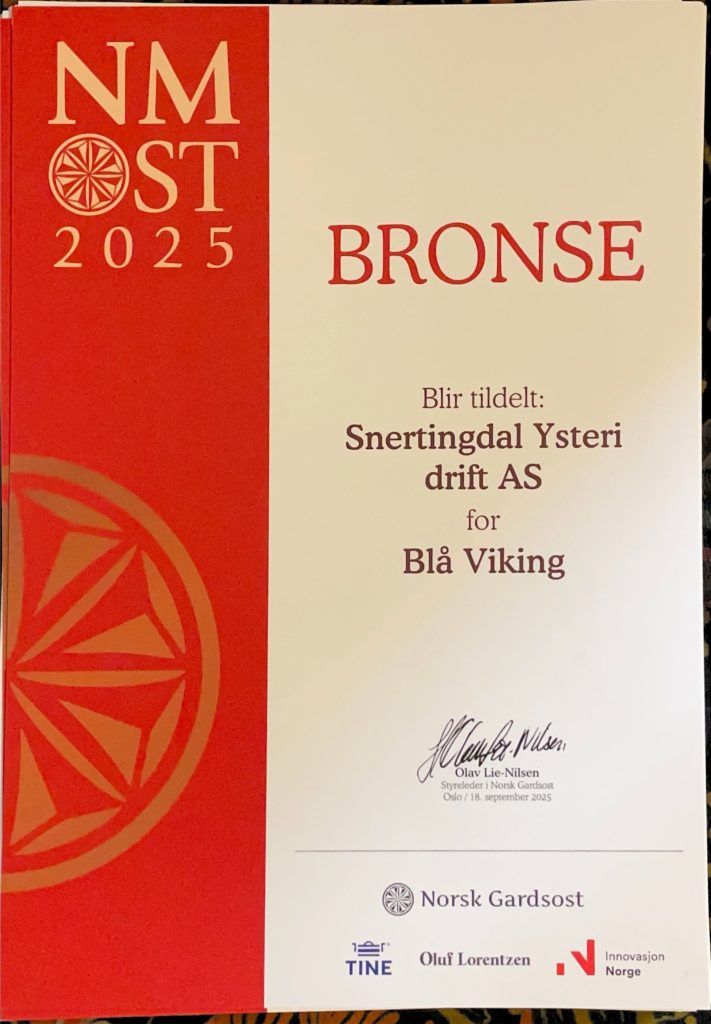 NM
OST
2025
BRONSE
Blir tildelt:
Snertingdal Ysteri
drift AS
for
Blå Viking
Olav Lie-Nilsen
Styreleder i Norsk Gardsost
Oslo / 18. september 2025
Norsk Gardsost
TINE
Oluf Lorentzen
Innovasjon
Norge